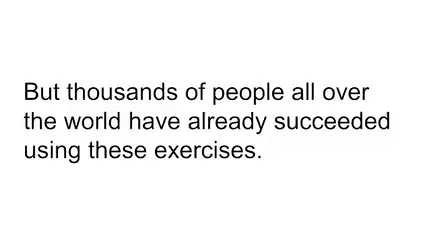 But thousands of people all over
the world have already succeeded
using these exercises.